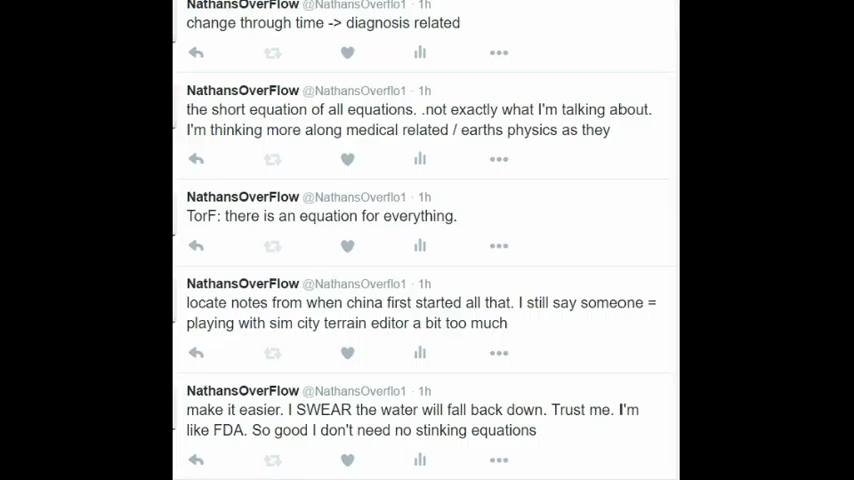 NathansOverFlow @NathansOverflo1 · 1h
change through time -> diagnosis related
NathansOverFlow @NathansOverflo1 · 1h
the short equation of all equations. .not exactly what I'm talking about.
I'm thinking more along medical related / earths physics as they
NathansOverFlow @NathansOverflo1 · 1h
TorF: there is an equation for everything.
NathansOverFlow @NathansOverflo1 · 1h
locate notes from when china first started all that. I still say someone =
playing with sim city terrain editor a bit too much
NathansOverFlow @NathansOverflo1 · 1h
make it easier. I SWEAR the water will fall back down. Trust me. I'm
like FDA. So good I don't need no stinking equations